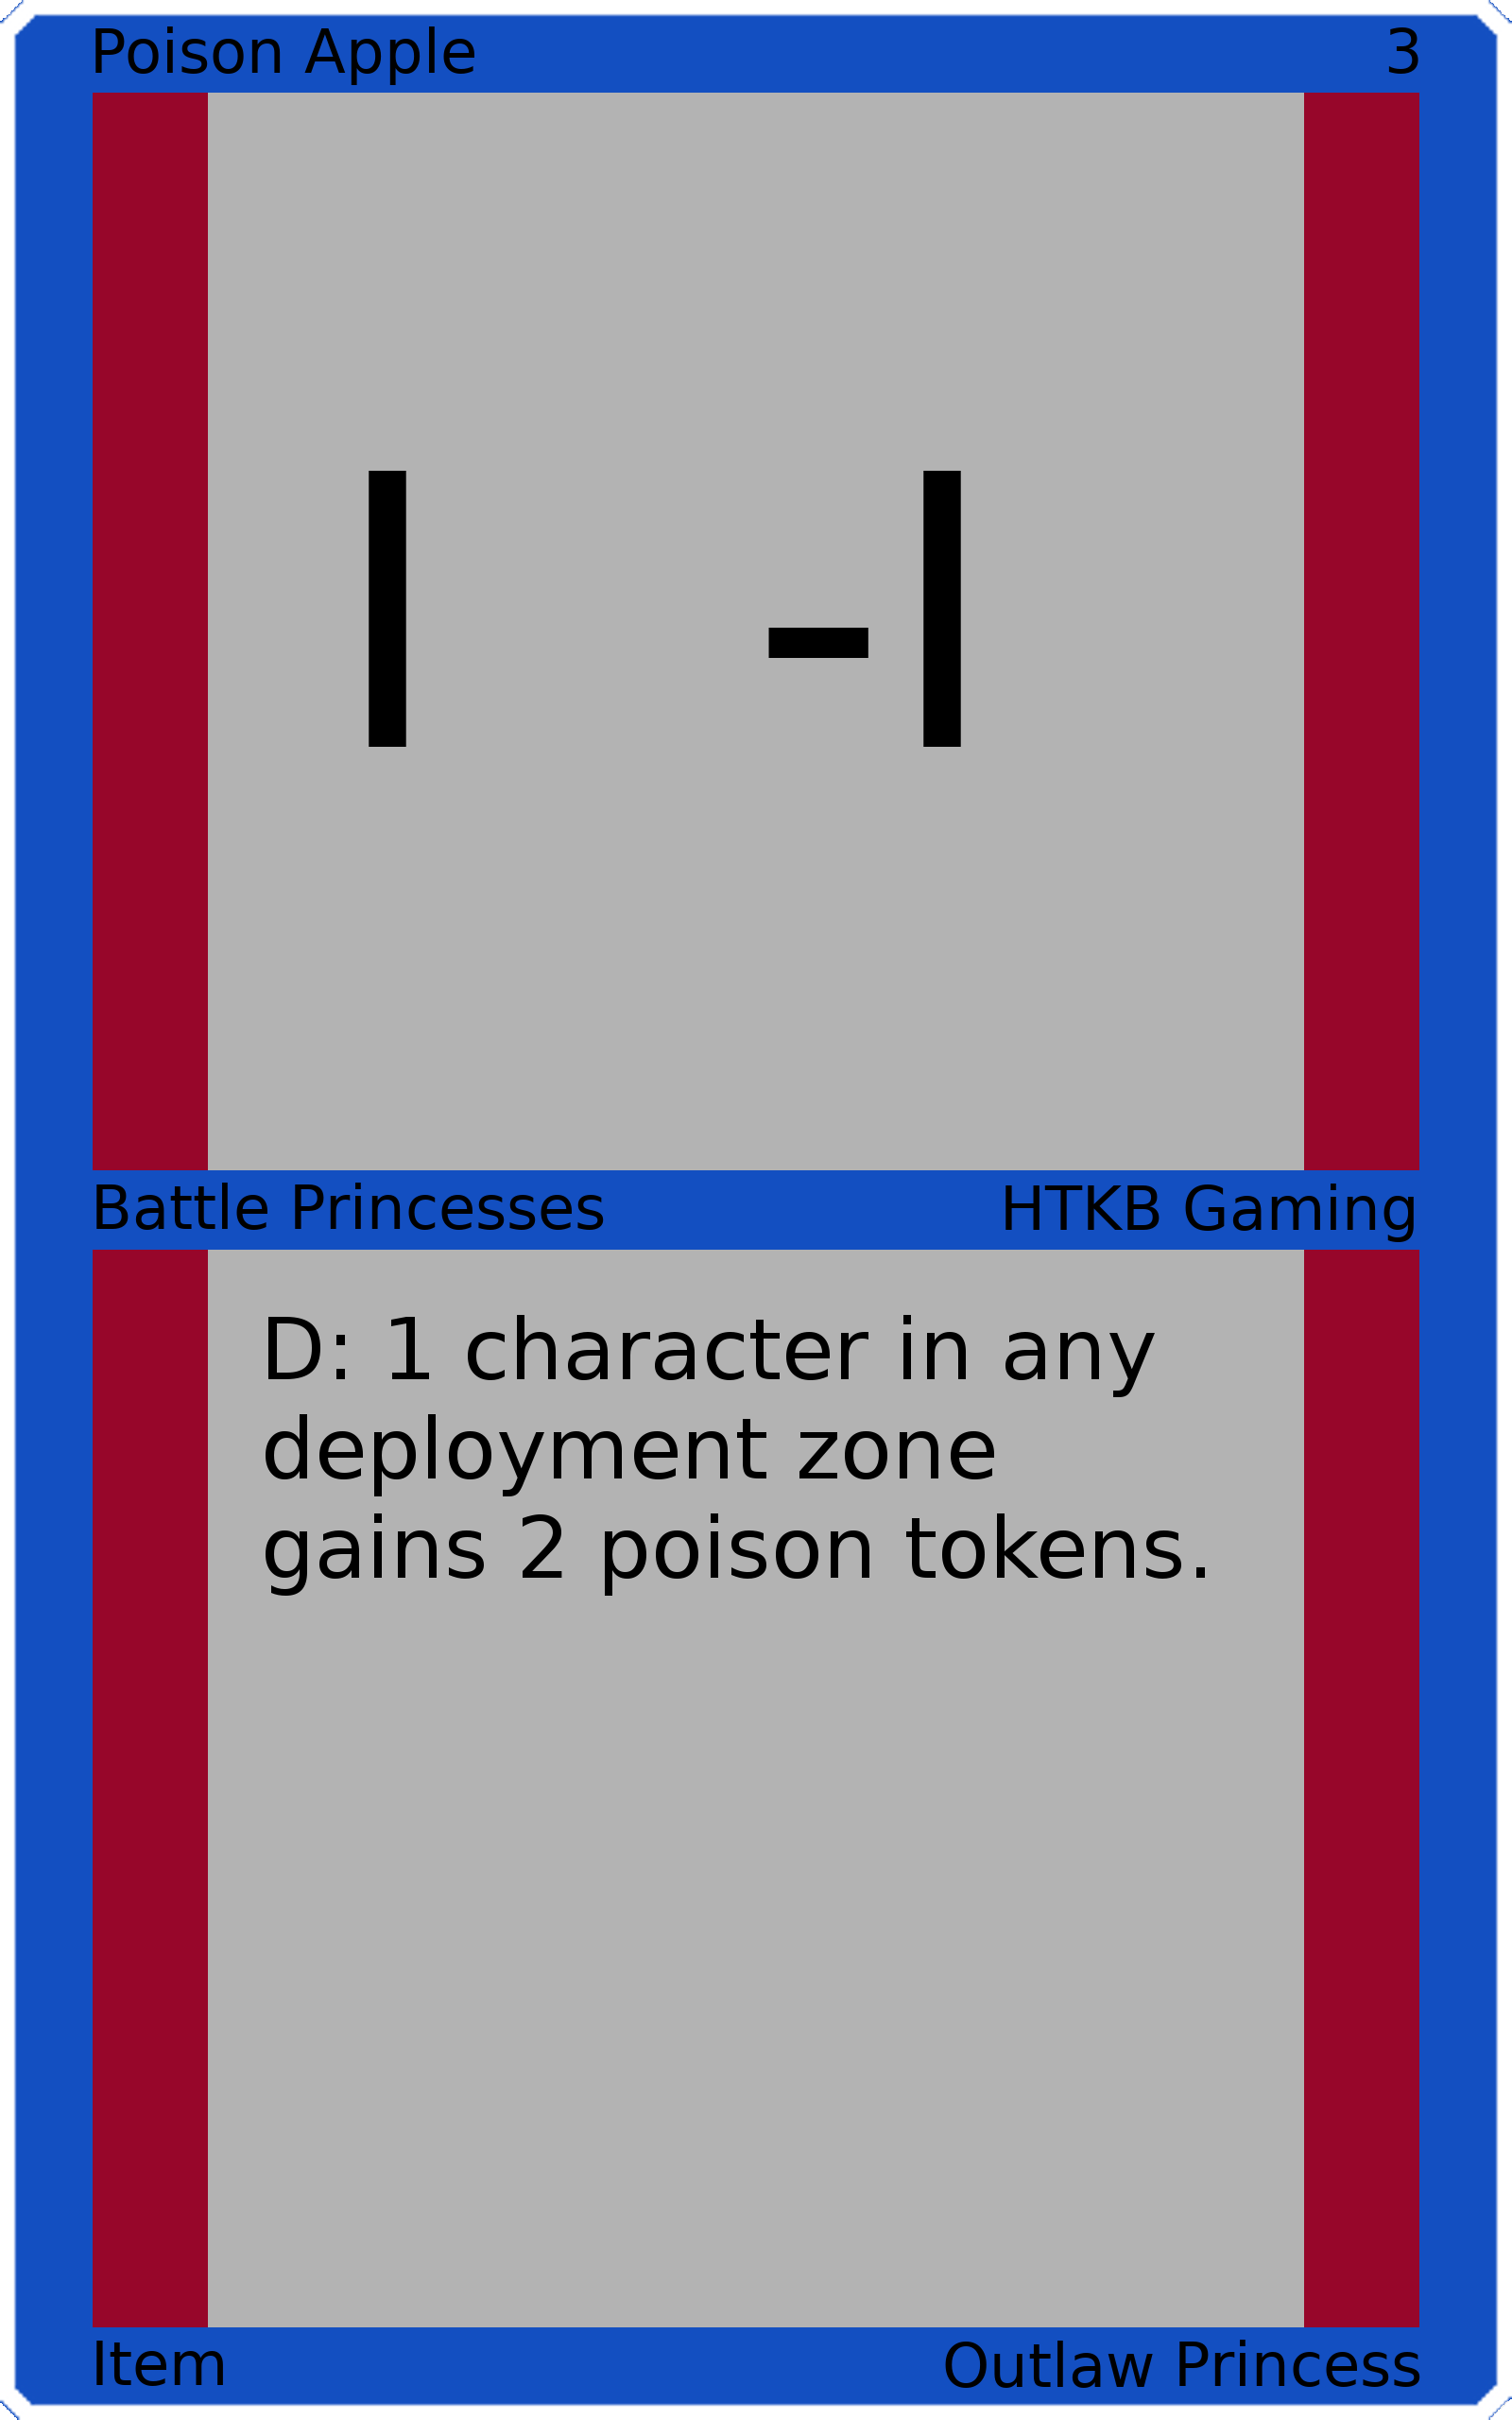 Poison Apple 3
I -I
Battle Princesses HTKB Gaming
D: 1 character in any
deployment zone
gains 2 poison tokens.
Item Outlaw Princess